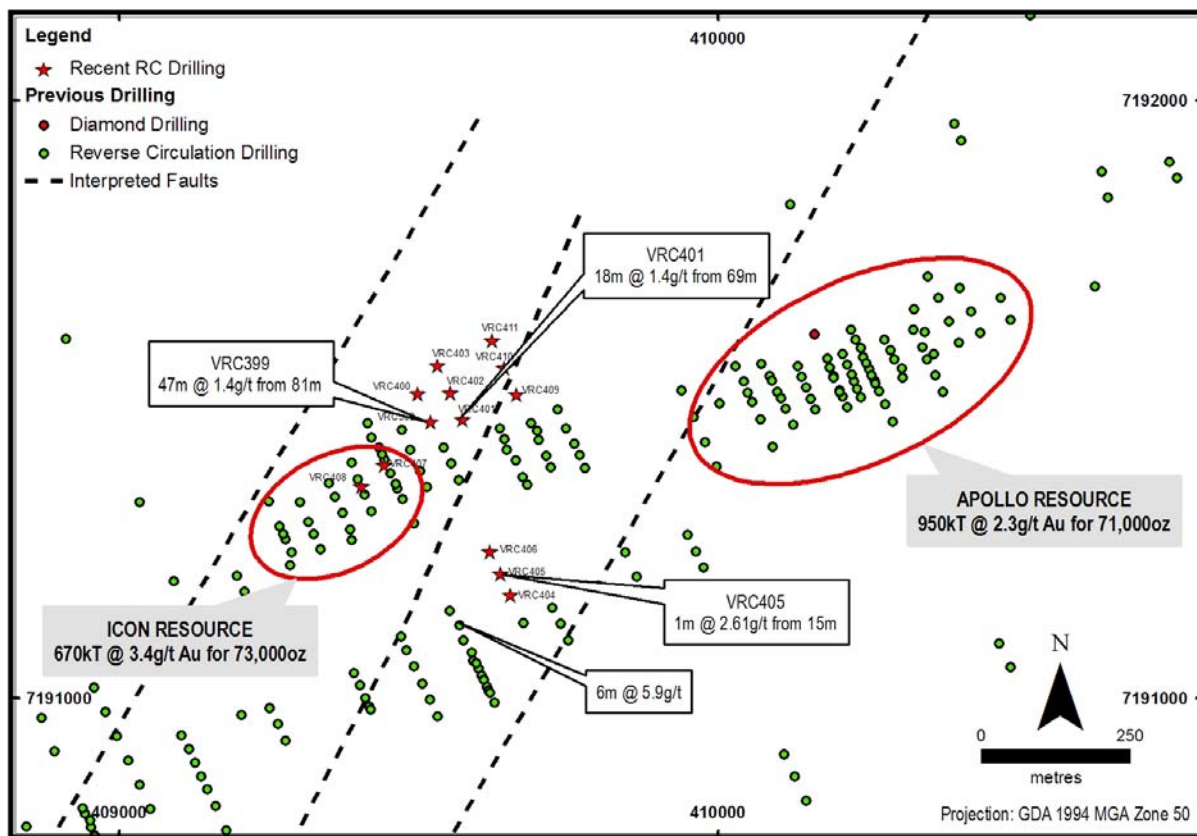 Legend
Recent RC Drilling
Previous Drilling
Diamond Drilling
Reverse Circulation Drilling
Interpreted Faults
410000
7192000
VRC401
18m @ 1.4g/t from 69m
VRC411
VRC399
47m @ 1.4g/t from 81m
VRC403
VRC410
VRC400
VRC402
VRC409
VRC401
VRC407
VRC408
APOLLO RESOURCE
950kT @ 2.3g/t Au for 71,000oz
VRC406
VRC405
VRC404
VRC405
1m @ 2.61g/t from 15m
ICON RESOURCE
670kT @ 3.4g/t Au for 73,000oz
6m @ 5.9g/t
N
7191000
7191000
0
250
metres
409000
410000
Projection: GDA 1994 MGA Zone 50